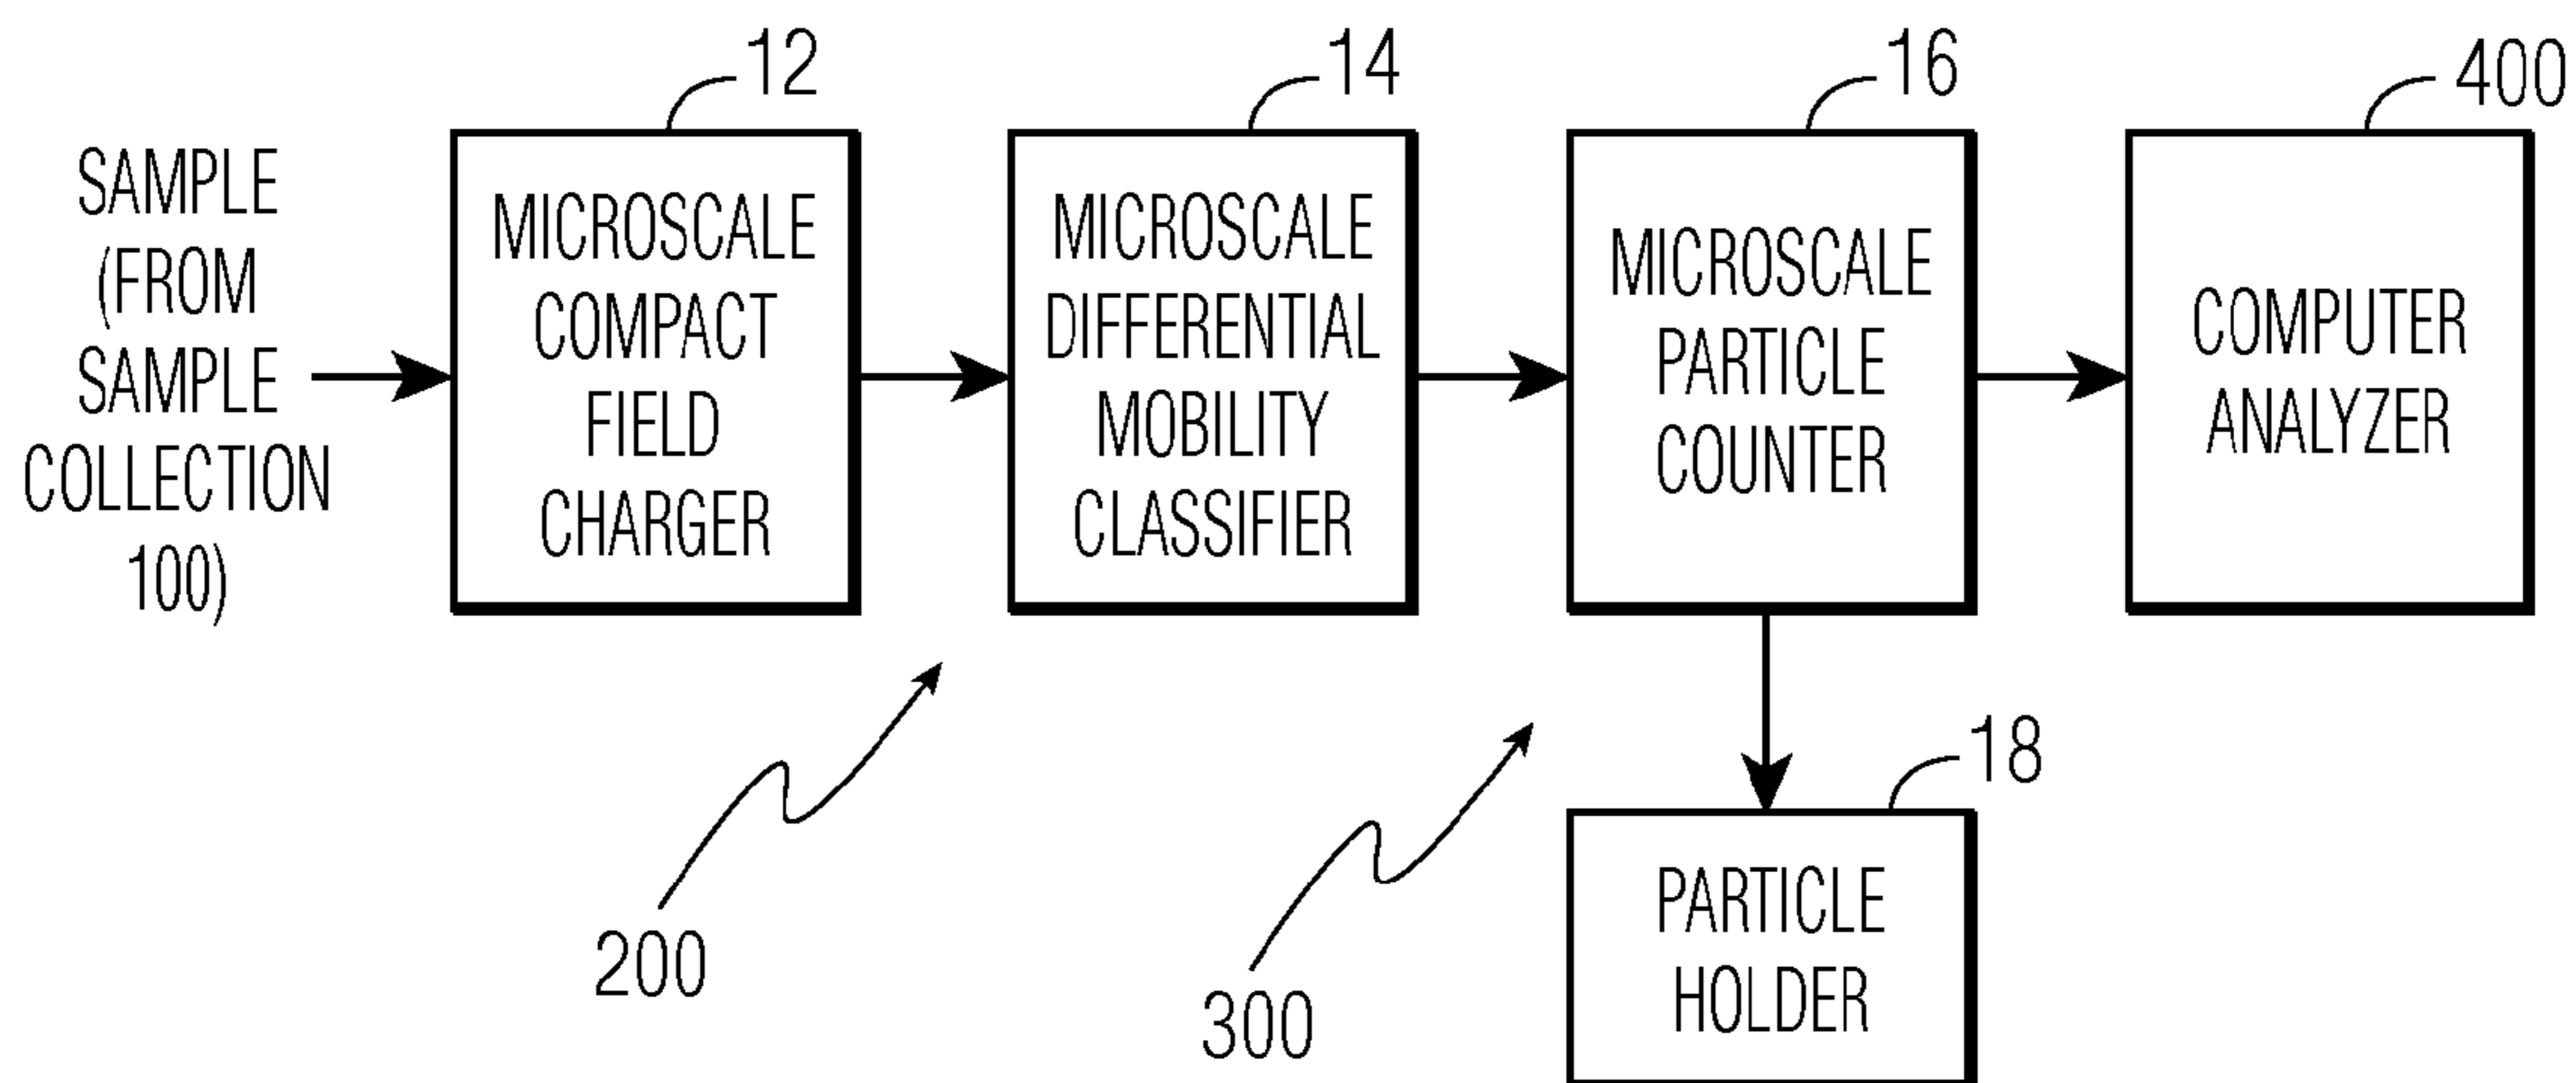 12
14
16
400
SAMPLE
(FROM
SAMPLE
COLLECTION
100)
MICROSCALE
COMPACT
FIELD
CHARGER
MICROSCALE
DIFFERENTIAL
MOBILITY
CLASSIFIER
MICROSCALE
PARTICLE
COUNTER
COMPUTER
ANALYZER
200
300
18
PARTICLE
HOLDER